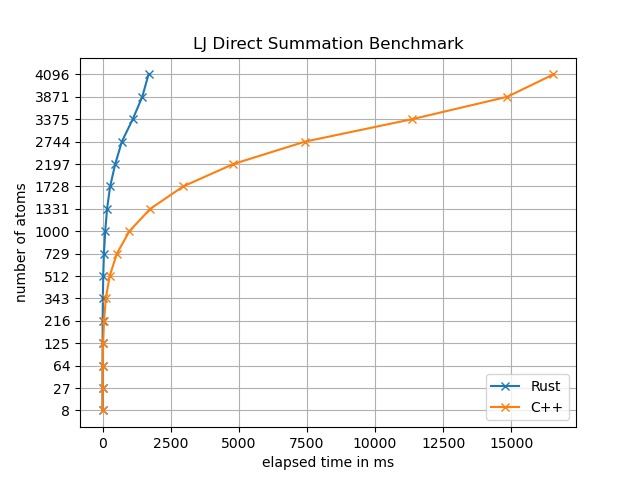 LJ Direct Summation Benchmark
number of atoms
4096
3871
3375
2744
2197
1728
1331
1000
729
512
343
216
125
64
27
8
Rust
C++
0 2500 5000 7500 10000 12500 15000
elapsed time in ms